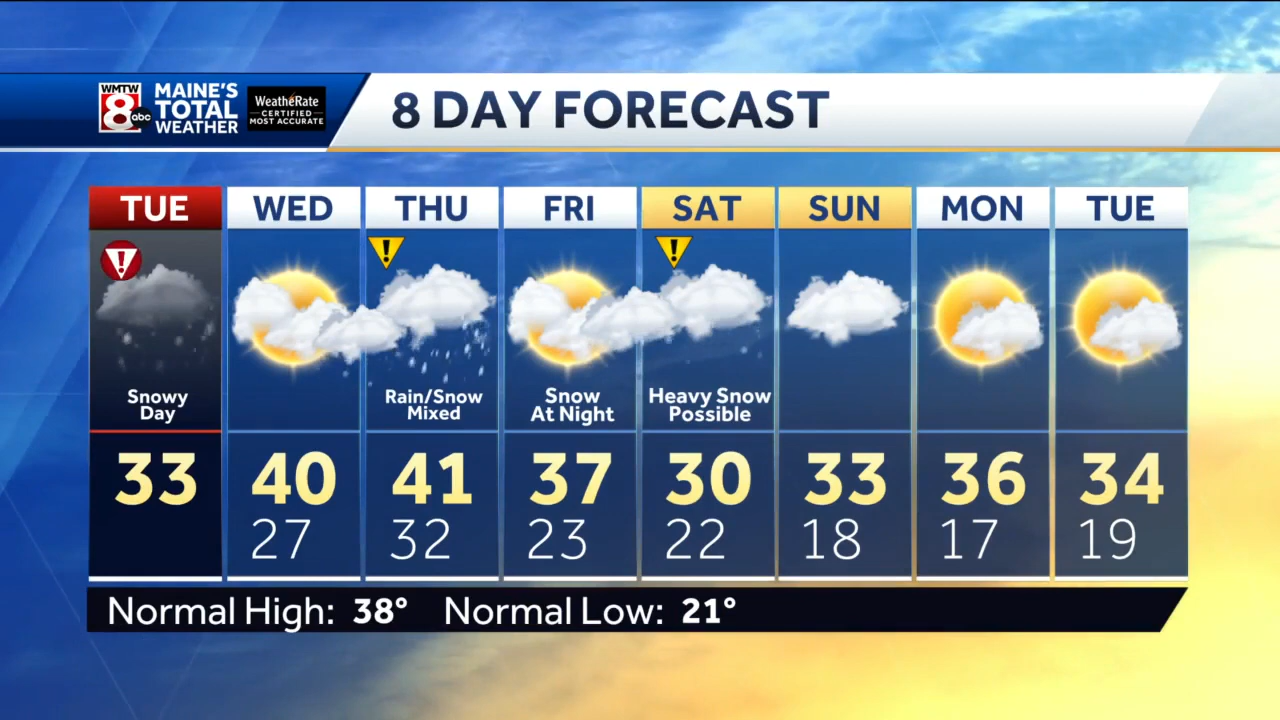 WMTW
8
abc
MAINE'S
TOTAL
WEATHER
WeatheRate
CERTIFIED
MOST ACCURATE
8 DAY FORECAST
TUE WED THU FRI SAT SUN MON TUE
! ! !
Snowy
Day
Rain/Snow
Mixed
Snow
At Night
Heavy Snow
Possible
33 40 41 37 30 33 36 34
27 32 23 22 18 17 19
Normal High: 38° Normal Low: 21°